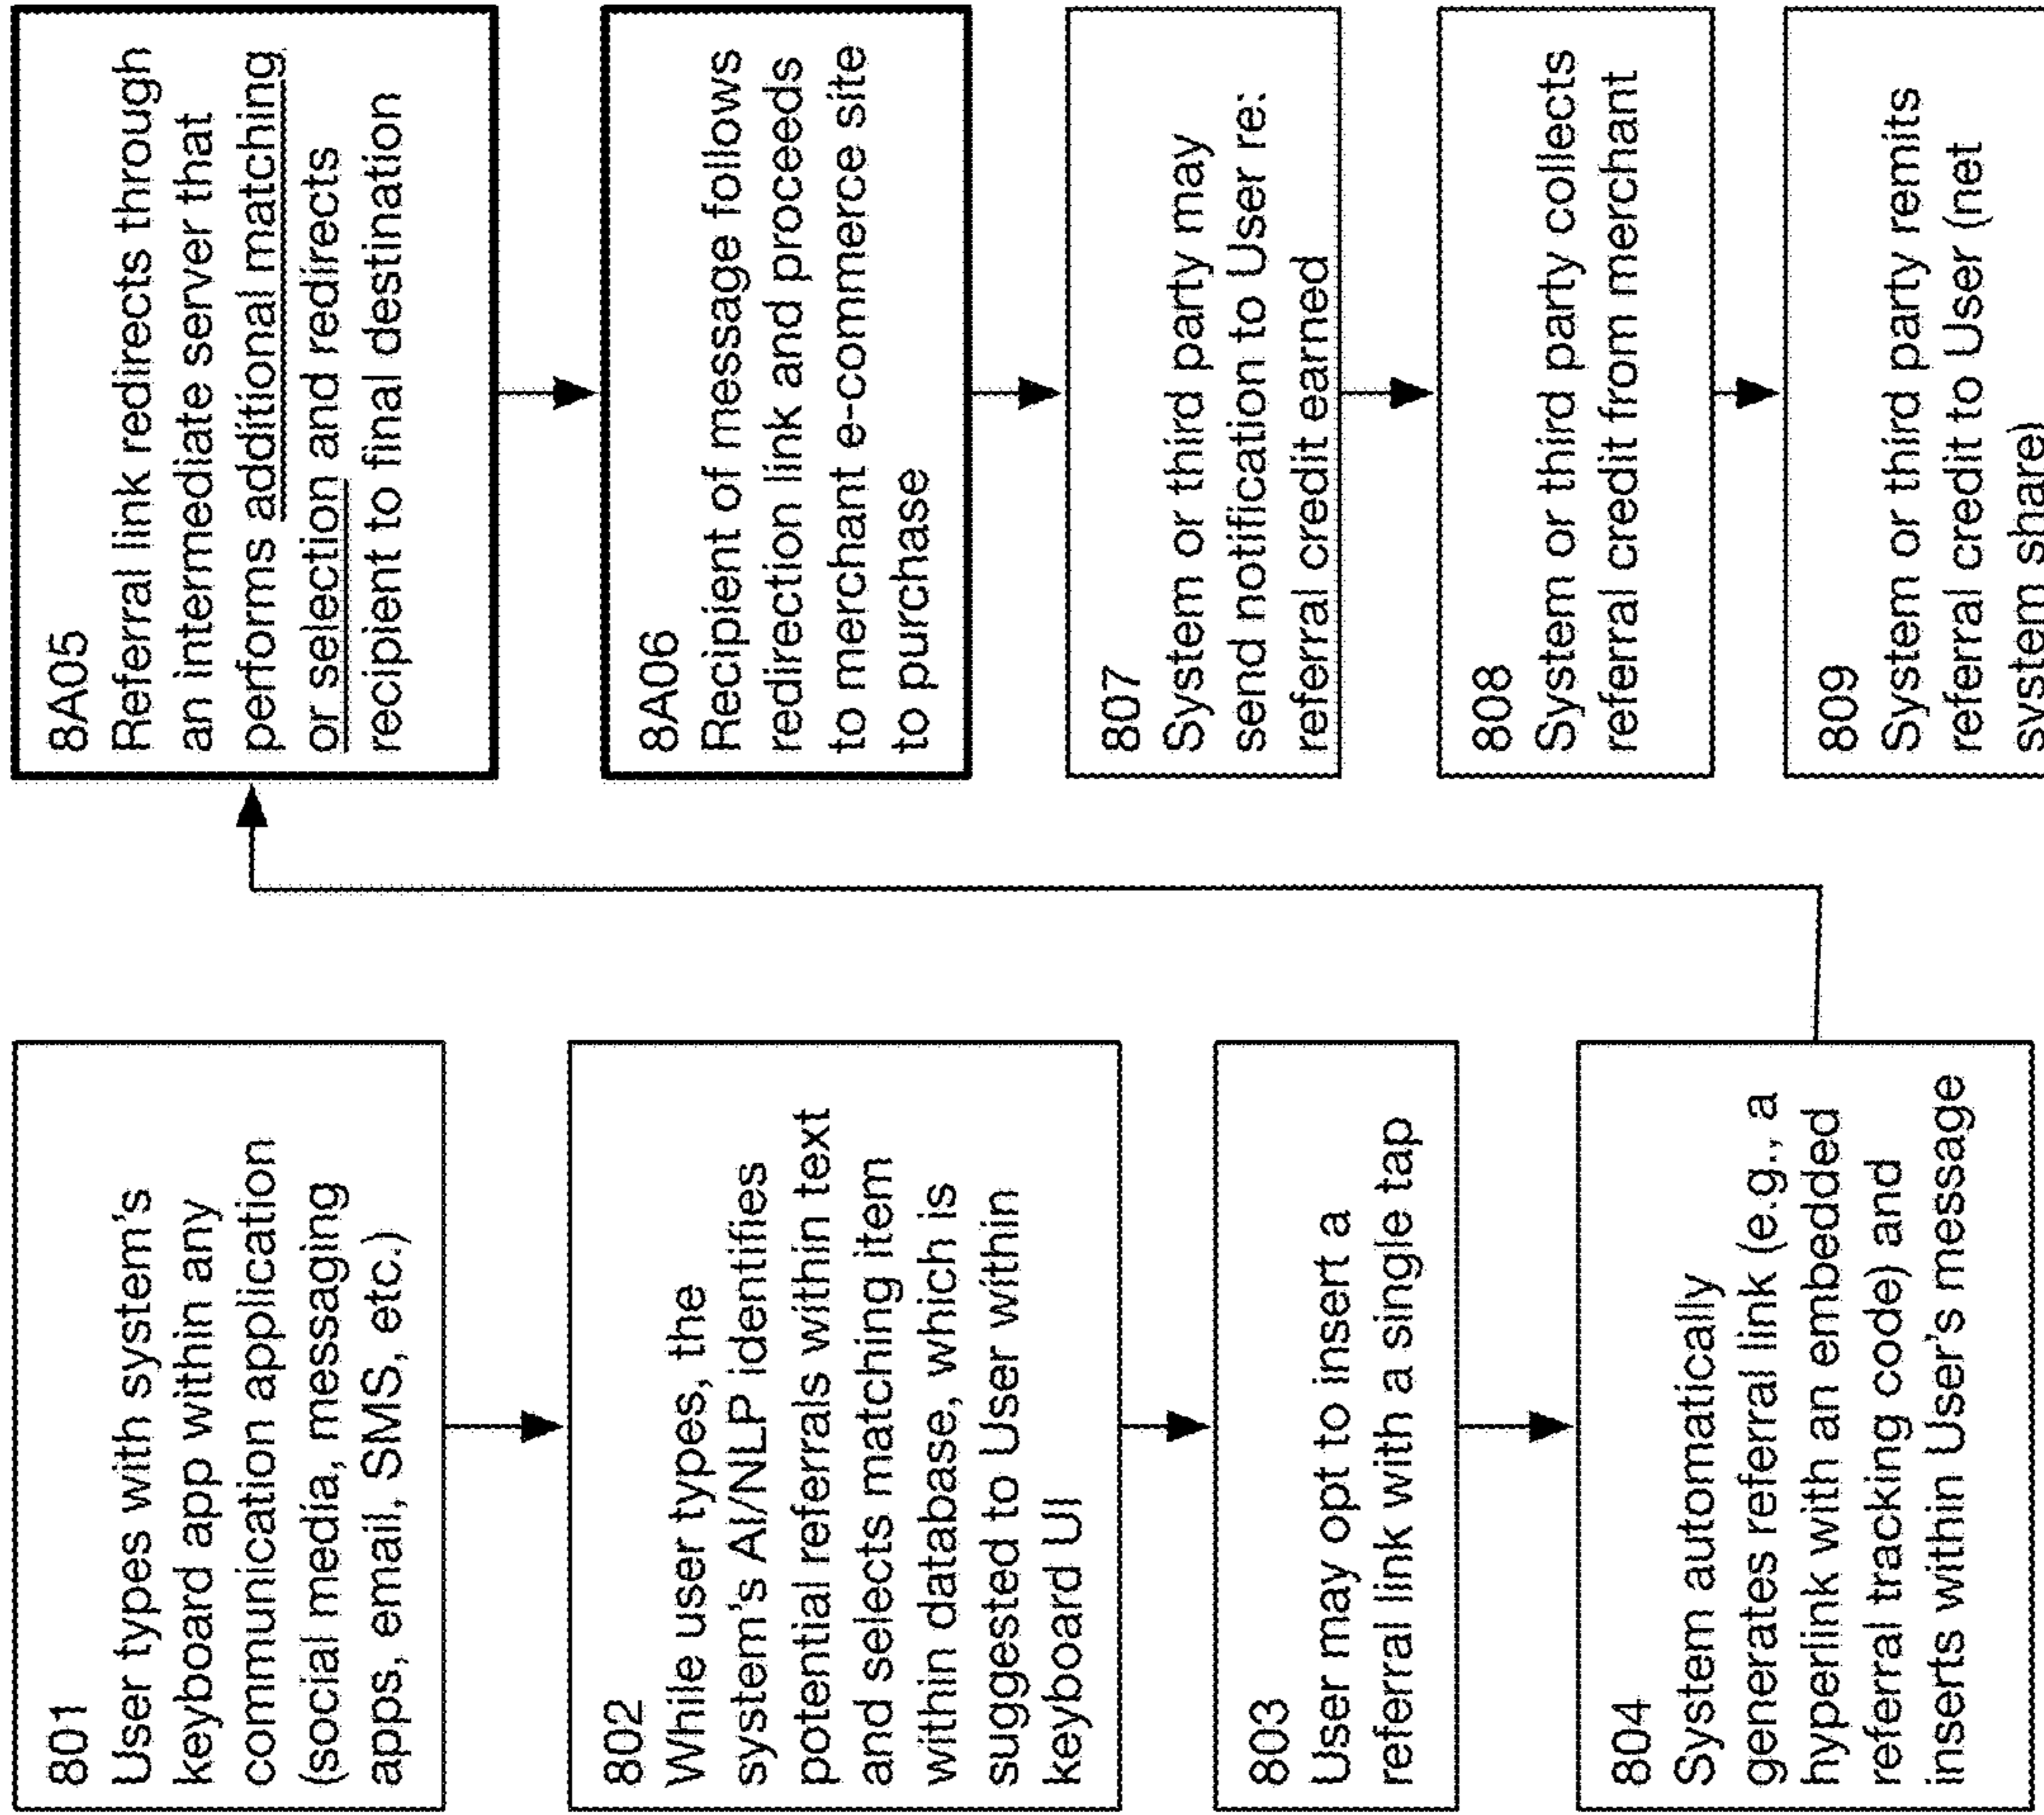 801
User types with system's
keyboard app within any
communication application
(social media, messaging
apps, email, SMS, etc.)
802
While user types, the
system's AI/NLP identifies
potential referrals within text
and selects matching item
within database, which is
suggested to User within
keyboard UI
803
User may opt to insert a
referral link with a single tap
804
System automatically
generates referral link (e.g., a
hyperlink with an embedded
referral tracking code) and
inserts within User's message
8A05
Referral link redirects through
an intermediate server that
performs additional matching
or selection and redirects
recipient to final destination
8A06
Recipient of message follows
redirection link and proceeds
to merchant e-commerce site
to purchase
807
System or third party may
send notification to User re:
referral credit earned
808
System or third party collects
referral credit from merchant
809
System or third party remits
referral credit to User (net
system share)